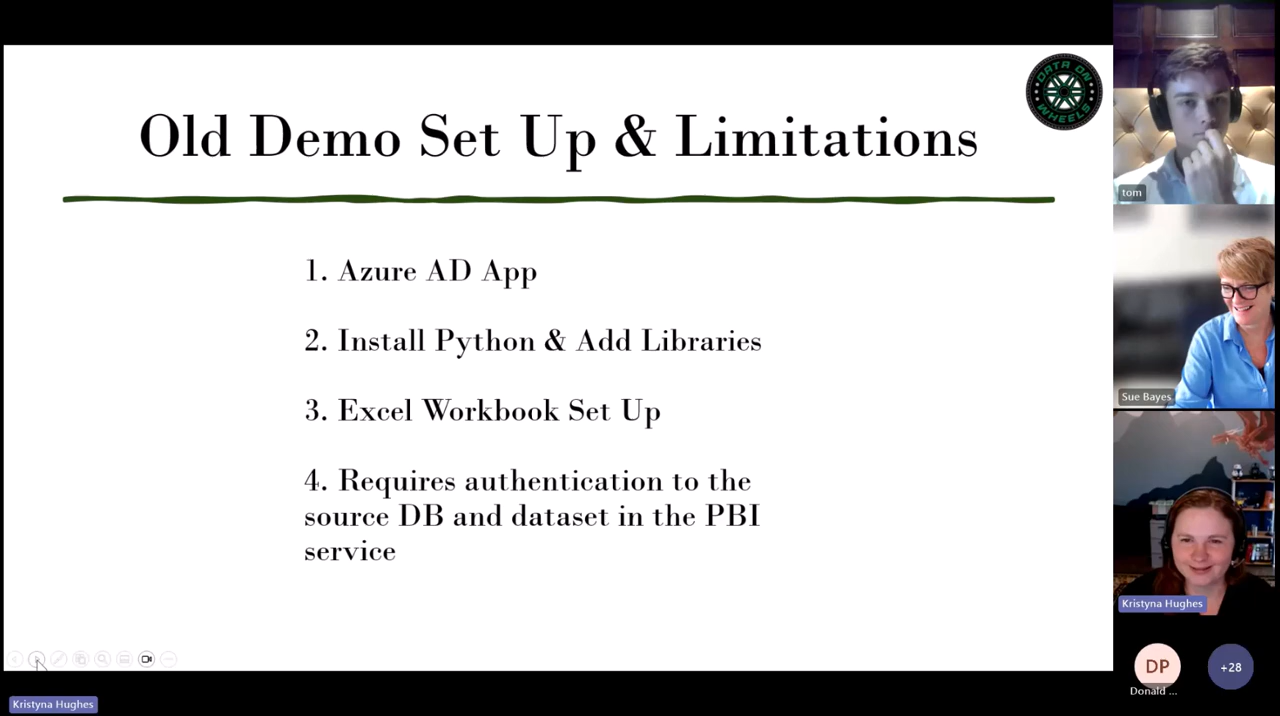 Old Demo Set Up & Limitations
DATA ON
WHEELS
1. Azure AD App
2. Install Python & Add Libraries
3. Excel Workbook Set Up
4. Requires authentication to the
source DB and dataset in the PBI
service
Kristyna Hughes
tom
Sue Bayes
Kristyna Hughes
DP
Donald ...
+28